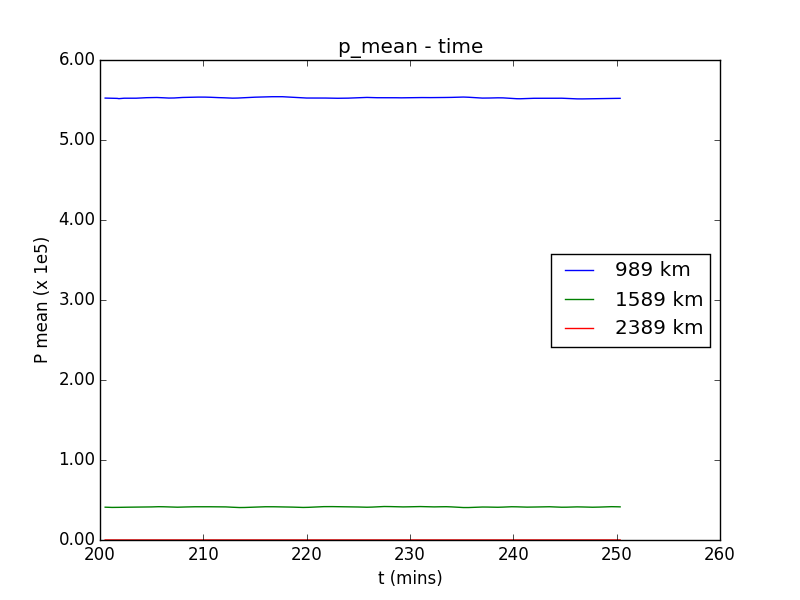 p_mean - time
6.00
5.00
4.00
3.00
2.00
1.00
0.00
P mean (x 1e5)
989 km
1589 km
2389 km
200 210 220 230 240 250 260
t (mins)